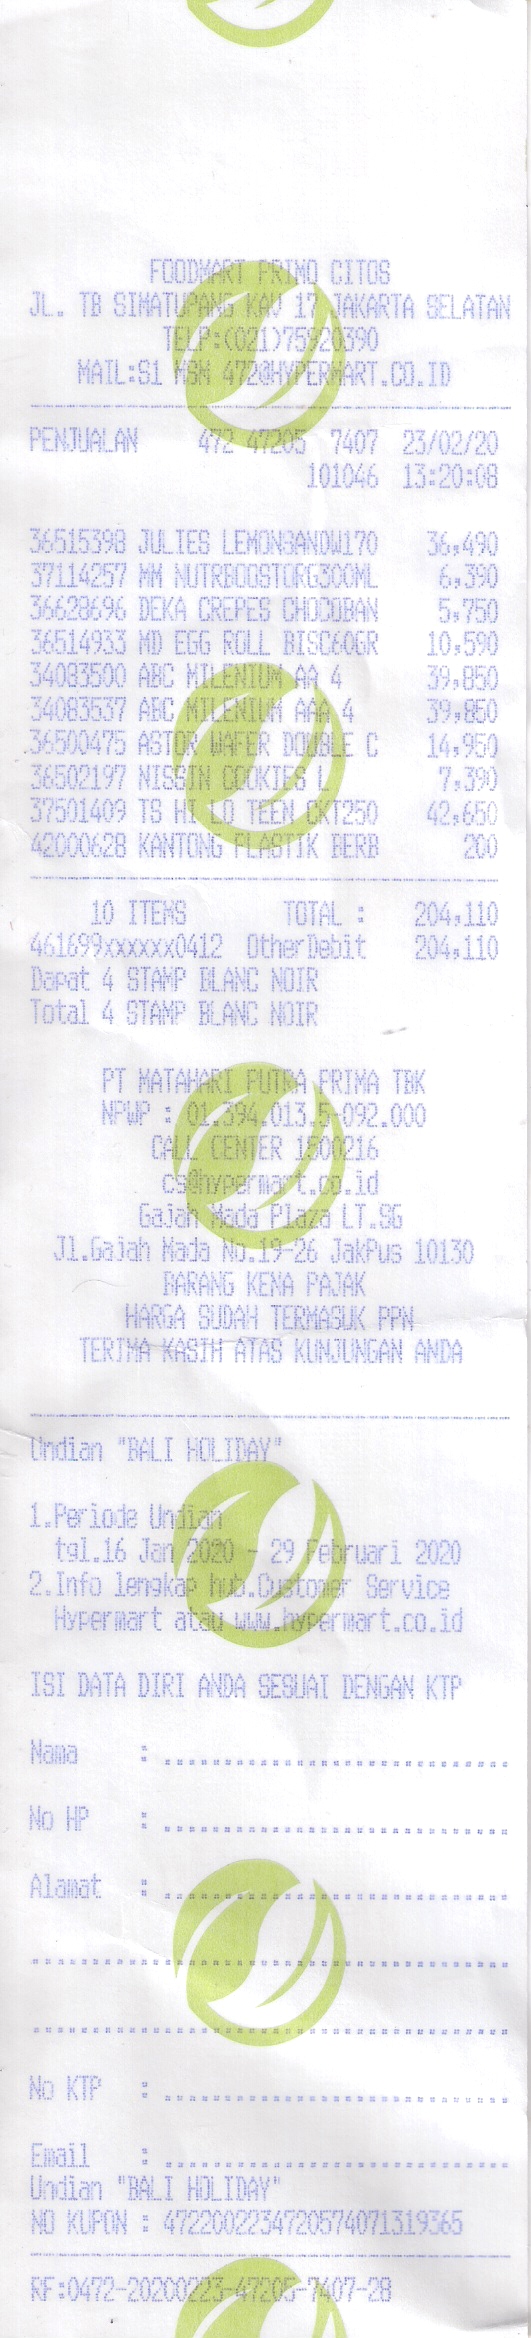 FOODMART PRIMO CITOS
JL. TB SIMATUPANG KAV 17 JAKARTA SELATAN
TELP:(021)75920390
MAIL:S1 MGM 472@HYPERMART.CO.ID
PENJUALAN 472 47205 7407 23/02/20
101046 13:20:08
36515398 JULIES LEMONSANDW170 36,490
37114257 MM NUTRBOOSTORG300ML 6,390
36628696 DEKA CREPES CHOCOBAN 5,750
36514933 MD EGG ROLL BISC60GR 10,590
34083500 ABC MILENIUM AA 4 39,850
34083537 ABC MILENIUM AAA 4 39,850
36500475 ASTOR WAFER DOUBLE C 14,950
36502197 NISSIN COOKIES L 7,390
37501409 TS HI LO TEEN CKT250 42,650
42000628 KANTONG PLASTIK BERB 200
10 ITEMS TOTAL : 204,110
461699xxxxxx0412 OtherDebit 204,110
Dapat 4 STAMP BLANC NOIR
Total 4 STAMP BLANC NOIR
PT MATAHARI PUTRA PRIMA TBK
NPWP : 01.394.013.5-092.000
CALL CENTER 1500216
cs@hypermart.co.id
Gajah Mada Plaza LT.SG
Jl.Gajah Mada No.19-26 JakPus 10130
BARANG KENA PAJAK
HARGA SUDAH TERMASUK PPN
TERIMA KASIH ATAS KUNJUNGAN ANDA
Undian "BALI HOLIDAY"
1.Periode Undian
tgl.16 Jan 2020 - 29 Februari 2020
2.Info lengkap hub.Customer Service
Hypermart atau www.hypermart.co.id
ISI DATA DIRI ANDA SESUAI DENGAN KTP
Nama : .............................
No HP : .............................
Alamat : .............................
........................................
........................................
No KTP : .............................
Email : .............................
Undian "BALI HOLIDAY"
NO KUPON : 4722002234720574071319365
RF:0472-20200223-47205-7407-28